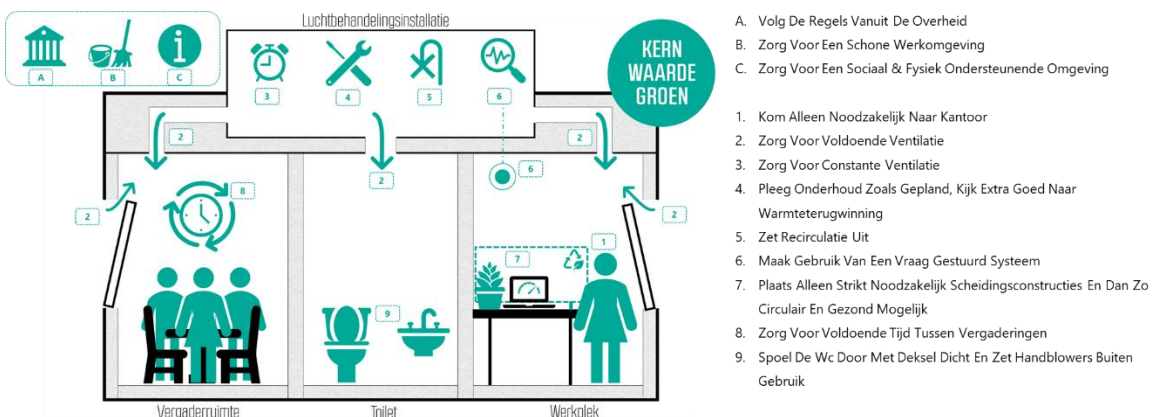 Luchtbehandelingsinstallatie
A
B
C
3
4
5
6
KERN
WAARDE
GROEN
2
2
2
2
2
8
6
1
7
9
Vergaderruimte
Toilet
Werkplek
A. Volg De Regels Vanuit De Overheid
B. Zorg Voor Een Schone Werkomgeving
C. Zorg Voor Een Sociaal & Fysiek Ondersteunende Omgeving
1. Kom Alleen Noodzakelijk Naar Kantoor
2. Zorg Voor Voldoende Ventilatie
3. Zorg Voor Constante Ventilatie
4. Pleeg Onderhoud Zoals Gepland, Kijk Extra Goed Naar
Warmteterugwinning
5. Zet Recirculatie Uit
6. Maak Gebruik Van Een Vraag Gestuurd Systeem
7. Plaats Alleen Strikt Noodzakelijk Scheidingsconstructies En Dan Zo
Circulair En Gezond Mogelijk
8. Zorg Voor Voldoende Tijd Tussen Vergaderingen
9. Spoel De Wc Door Met Deksel Dicht En Zet Handblowers Buiten
Gebruik